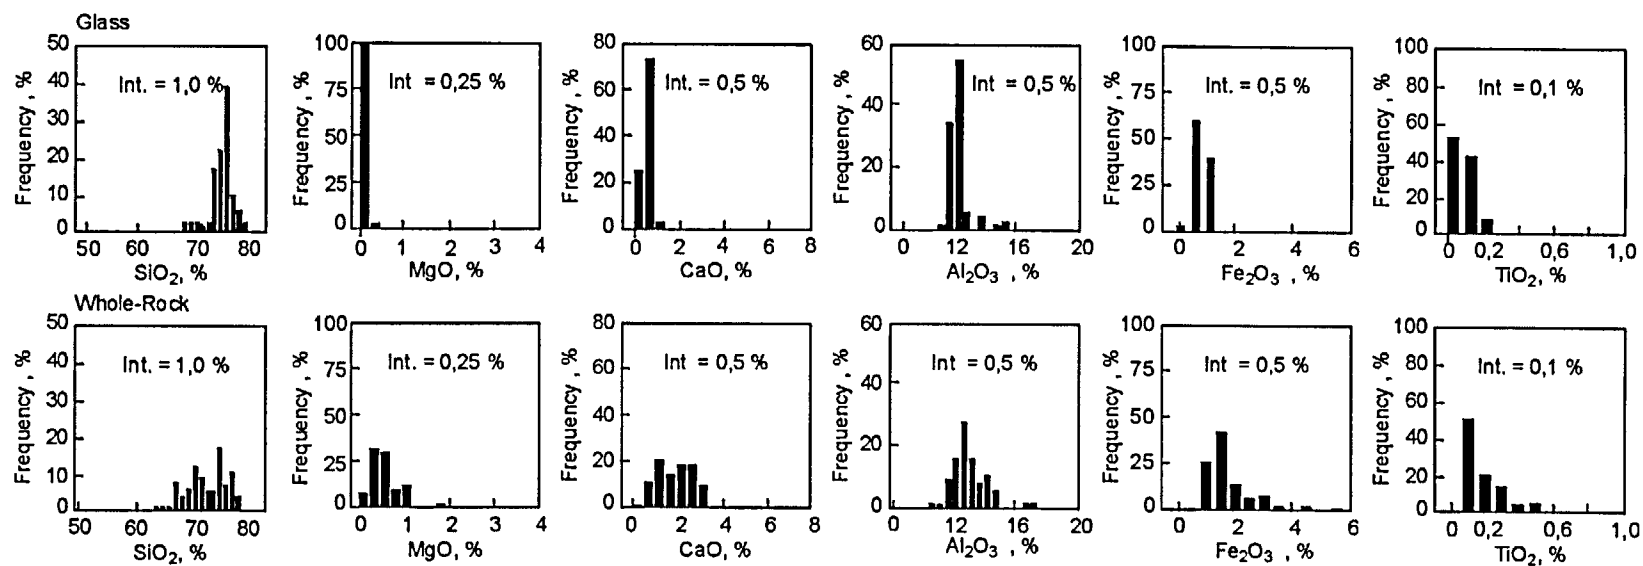 Glass
Frequency , %
50
40
30
20
10
0
Int. = 1,0 %
50 60 70 80
SiO2, %
Frequency , %
100
75
50
25
0
Int = 0,25 %
0 1 2 3 4
MgO, %
Frequency , %
80
60
40
20
0
Int = 0,5 %
0 2 4 6 8
CaO, %
Frequency , %
60
40
20
0
Int = 0,5 %
0 12 16 20
Al2O3 , %
Frequency , %
100
75
50
25
0
Int. = 0,5 %
0 2 4 6
Fe2O3 , %
Frequency , %
100
80
60
40
20
0
Int = 0,1 %
0 0,2 0,6 1,0
TiO2, %
Whole-Rock
Frequency , %
50
40
30
20
10
0
Int. = 1,0 %
50 60 70 80
SiO2, %
Frequency , %
100
75
50
25
0
Int. = 0,25 %
0 1 2 3 4
MgO, %
Frequency , %
80
60
40
20
0
Int = 0,5 %
0 2 4 6 8
CaO, %
Frequency , %
60
40
20
0
Int = 0,5 %
0 12 16 20
Al2O3 , %
Frequency , %
100
75
50
25
0
Int = 0,5 %
0 2 4 6
Fe2O3 , %
Frequency , %
100
80
60
40
20
0
Int. = 0,1 %
0 0,2 0,6 1,0
TiO2, %